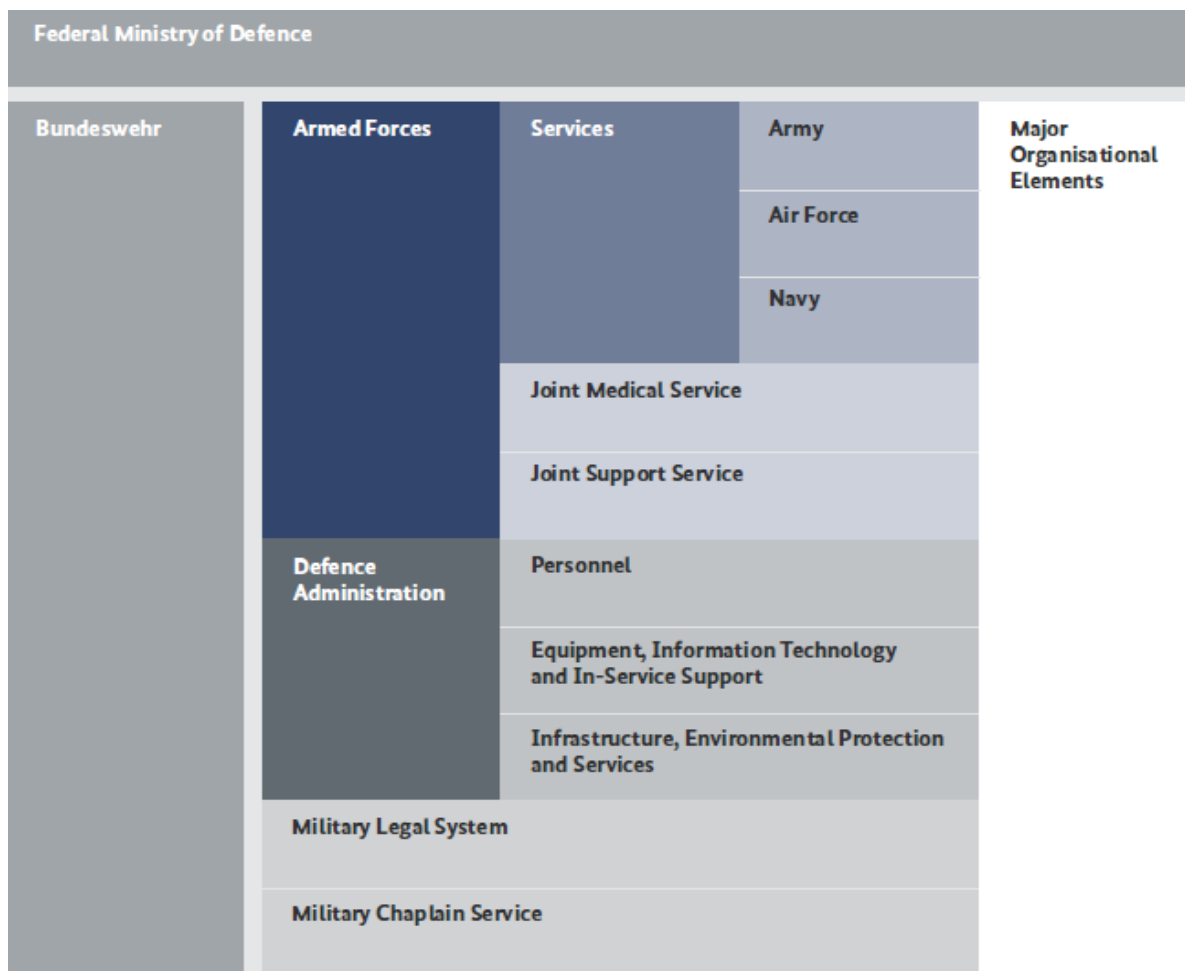 Federal Ministry of Defence
Bundeswehr
Armed Forces
Services
Army
Major
Organisational
Elements
Air Force
Navy
Joint Medical Service
Joint Support Service
Defence
Administration
Personnel
Equipment, Information Technology
and In-Service Support
Infrastructure, Environmental Protection
and Services
Military Legal System
Military Chaplain Service